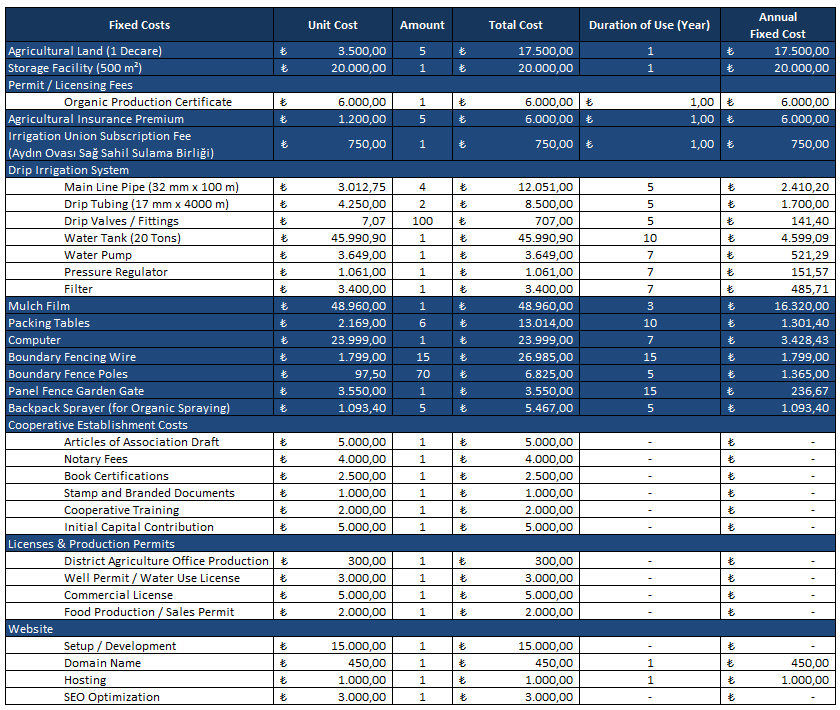 Fixed Costs Unit Cost Amount Total Cost Duration of Use (Year) Annual Fixed Cost
Agricultural Land (1 Decare) ₺ 3.500,00 5 ₺ 17.500,00 1 ₺ 17.500,00
Storage Facility (500 m²) ₺ 20.000,00 1 ₺ 20.000,00 1 ₺ 20.000,00
Permit / Licensing Fees
Organic Production Certificate ₺ 6.000,00 1 ₺ 6.000,00 ₺ 1,00 ₺ 6.000,00
Agricultural Insurance Premium ₺ 1.200,00 5 ₺ 6.000,00 ₺ 1,00 ₺ 6.000,00
Irrigation Union Subscription Fee
(Aydın Ovası Sağ Sahil Sulama Birliği) ₺ 750,00 1 ₺ 750,00 ₺ 1,00 ₺ 750,00
Drip Irrigation System
Main Line Pipe (32 mm x 100 m) ₺ 3.012,75 4 ₺ 12.051,00 5 ₺ 2.410,20
Drip Tubing (17 mm x 4000 m) ₺ 4.250,00 2 ₺ 8.500,00 5 ₺ 1.700,00
Drip Valves / Fittings ₺ 7,07 100 ₺ 707,00 5 ₺ 141,40
Water Tank (20 Tons) ₺ 45.990,90 1 ₺ 45.990,90 10 ₺ 4.599,09
Water Pump ₺ 3.649,00 1 ₺ 3.649,00 7 ₺ 521,29
Pressure Regulator ₺ 1.061,00 1 ₺ 1.061,00 7 ₺ 151,57
Filter ₺ 3.400,00 1 ₺ 3.400,00 7 ₺ 485,71
Mulch Film ₺ 48.960,00 1 ₺ 48.960,00 3 ₺ 16.320,00
Packing Tables ₺ 2.169,00 6 ₺ 13.014,00 10 ₺ 1.301,40
Computer ₺ 23.999,00 1 ₺ 23.999,00 7 ₺ 3.428,43
Boundary Fencing Wire ₺ 1.799,00 15 ₺ 26.985,00 15 ₺ 1.799,00
Boundary Fence Poles ₺ 97,50 70 ₺ 6.825,00 5 ₺ 1.365,00
Panel Fence Garden Gate ₺ 3.550,00 1 ₺ 3.550,00 15 ₺ 236,67
Backpack Sprayer (for Organic Spraying) ₺ 1.093,40 5 ₺ 5.467,00 5 ₺ 1.093,40
Cooperative Establishment Costs
Articles of Association Draft ₺ 5.000,00 1 ₺ 5.000,00 - ₺ -
Notary Fees ₺ 4.000,00 1 ₺ 4.000,00 - ₺ -
Book Certifications ₺ 2.500,00 1 ₺ 2.500,00 - ₺ -
Stamp and Branded Documents ₺ 1.000,00 1 ₺ 1.000,00 - ₺ -
Cooperative Training ₺ 2.000,00 1 ₺ 2.000,00 - ₺ -
Initial Capital Contribution ₺ 5.000,00 1 ₺ 5.000,00 - ₺ -
Licenses & Production Permits
District Agriculture Office Production ₺ 300,00 1 ₺ 300,00 - ₺ -
Well Permit / Water Use License ₺ 3.000,00 1 ₺ 3.000,00 - ₺ -
Commercial License ₺ 5.000,00 1 ₺ 5.000,00 - ₺ -
Food Production / Sales Permit ₺ 2.000,00 1 ₺ 2.000,00 - ₺ -
Website
Setup / Development ₺ 15.000,00 1 ₺ 15.000,00 - ₺ -
Domain Name ₺ 450,00 1 ₺ 450,00 1 ₺ 450,00
Hosting ₺ 1.000,00 1 ₺ 1.000,00 1 ₺ 1.000,00
SEO Optimization ₺ 3.000,00 1 ₺ 3.000,00 - ₺ -